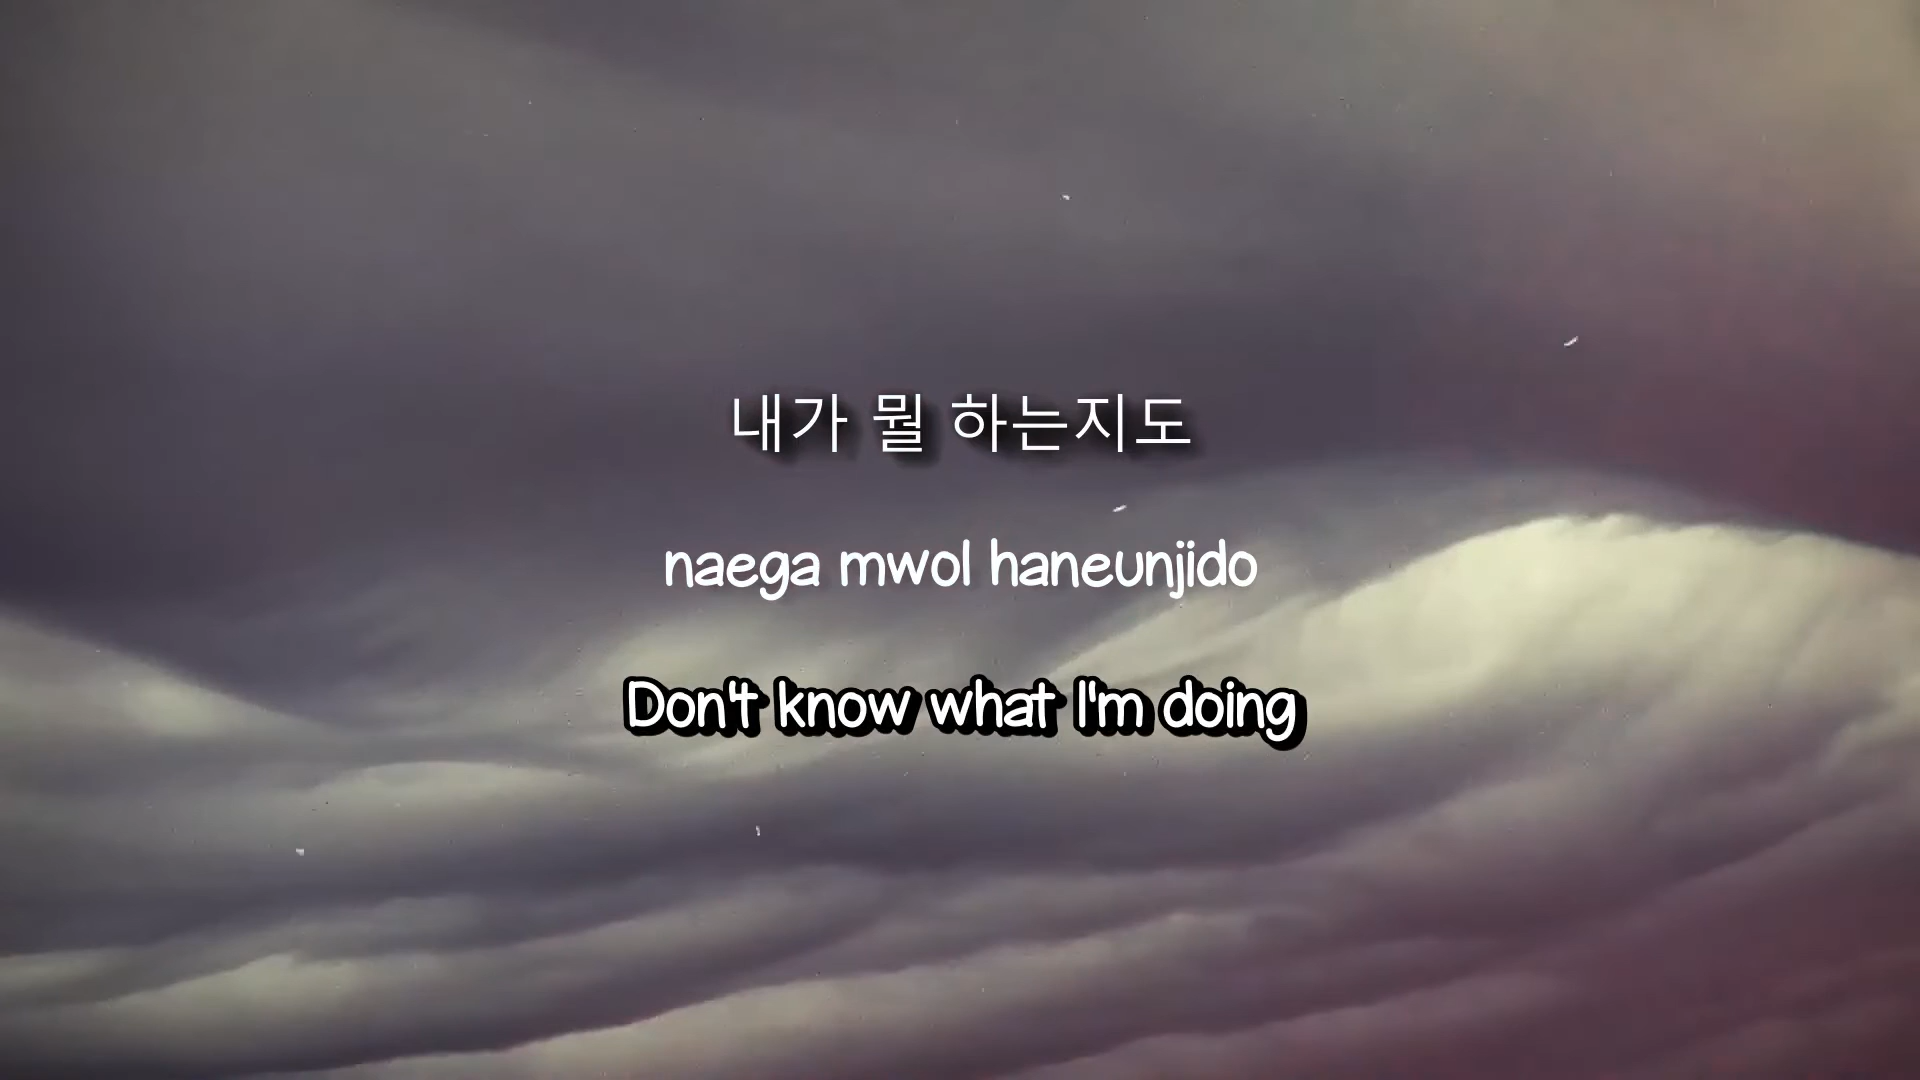 내가 뭘 하는지도
naega mwol haneunjido
Don't know what I'm doing